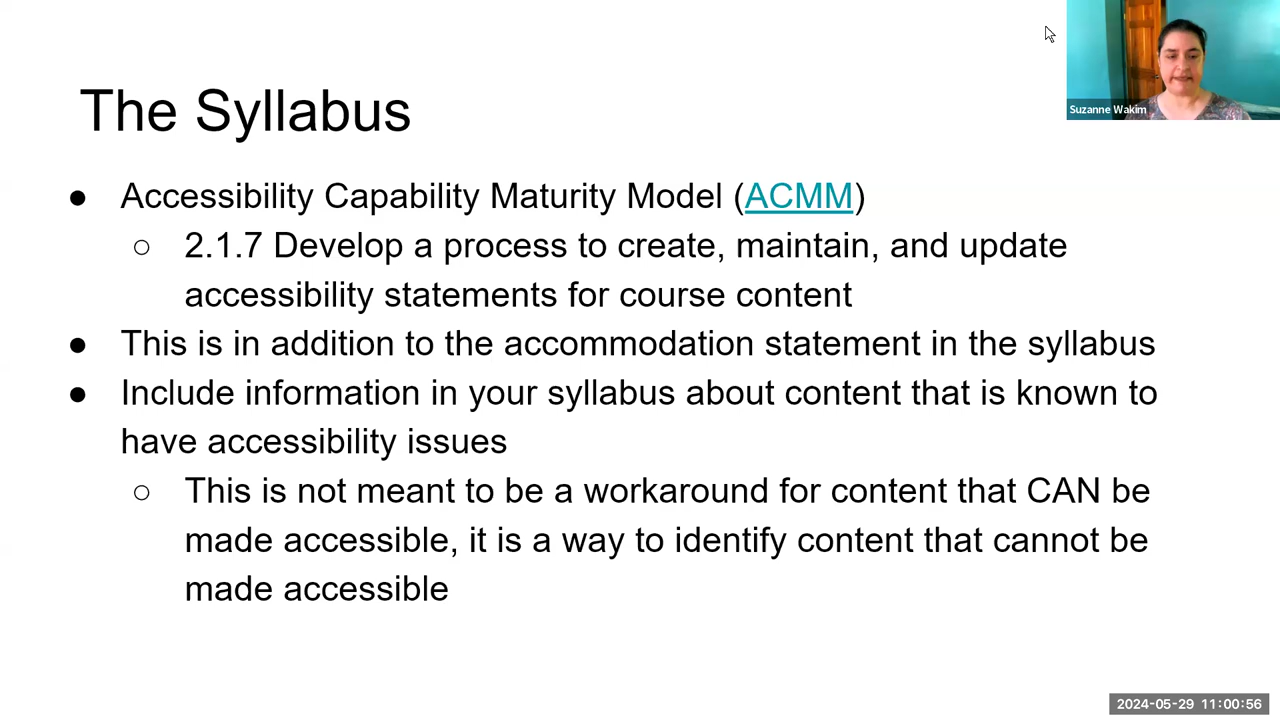 Suzanne Wakim
The Syllabus
● Accessibility Capability Maturity Model (ACMM)
○ 2.1.7 Develop a process to create, maintain, and update
accessibility statements for course content
● This is in addition to the accommodation statement in the syllabus
● Include information in your syllabus about content that is known to
have accessibility issues
○ This is not meant to be a workaround for content that CAN be
made accessible, it is a way to identify content that cannot be
made accessible
2024-05-29 11:00:56